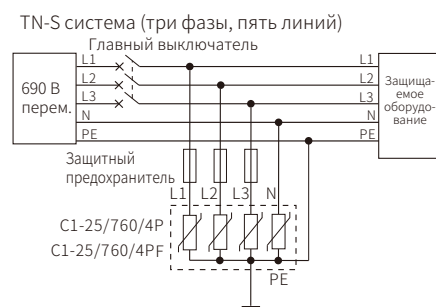 TN-S система (три фазы, пять линий)
Главный выключатель
L1
L1
L2
L2
L3
L3
N
N
PE
PE
690 В
перем.
Защища-
емое
оборудо-
вание
Защитный
предохранитель
L1 L2 L3 N
C1-25/760/4P
C1-25/760/4PF
PE